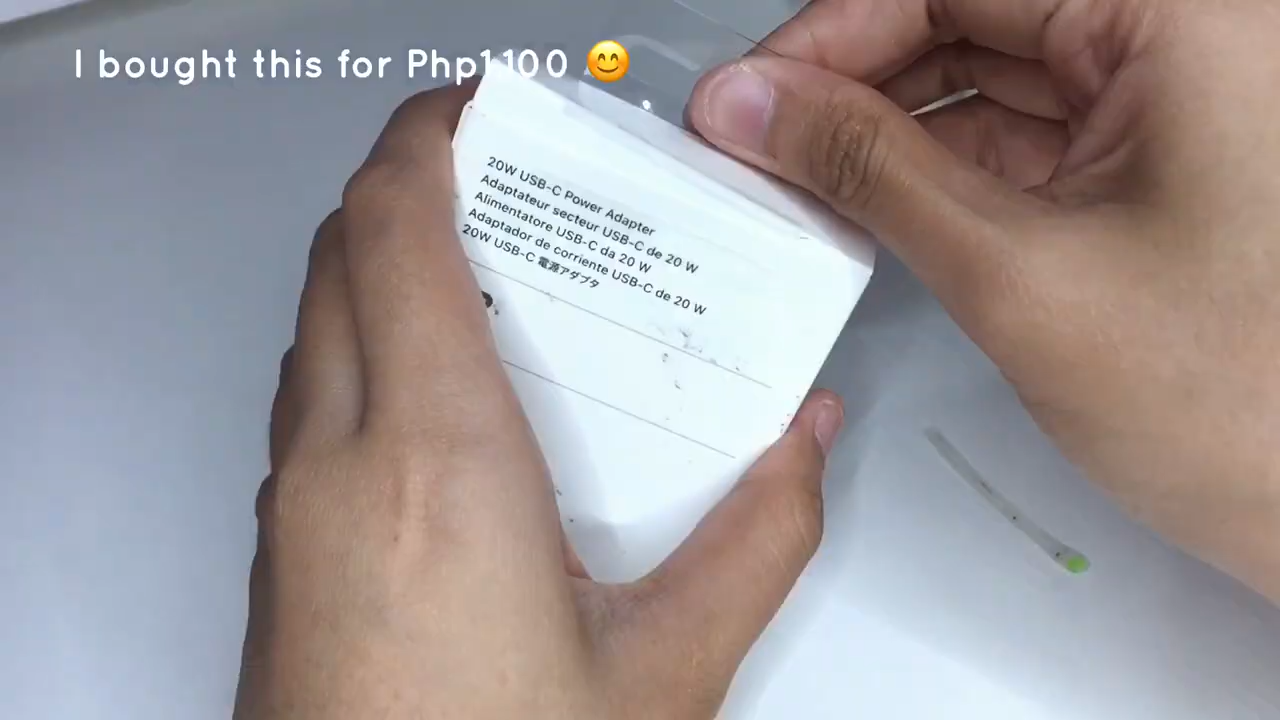 I bought this for Php1,100 😊
20W USB-C Power Adapter
Adaptateur secteur USB-C de 20 W
Alimentatore USB-C da 20 W
Adaptador de corriente USB-C de 20 W
20W USB-C 電源アダプタ